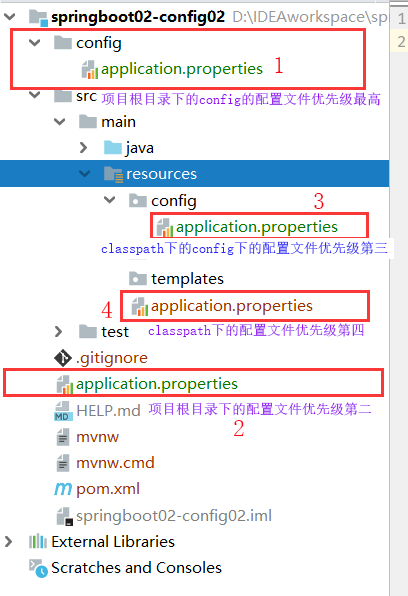 springboot02-config02 D:\IDEAworkspace\sp
1
config
2
application.properties 1
src 项目根目录下的config的配置文件优先级最高
main
java
resources
config
3
application.properties
classpath下的config下的配置文件优先级第三
templates
4 application.properties
test classpath下的配置文件优先级第四
.gitignore
application.properties
MD HELP.md 项目根目录下的配置文件优先级第二
2
mvnw
mvnw.cmd
m pom.xml
springboot02-config02.iml
External Libraries
Scratches and Consoles